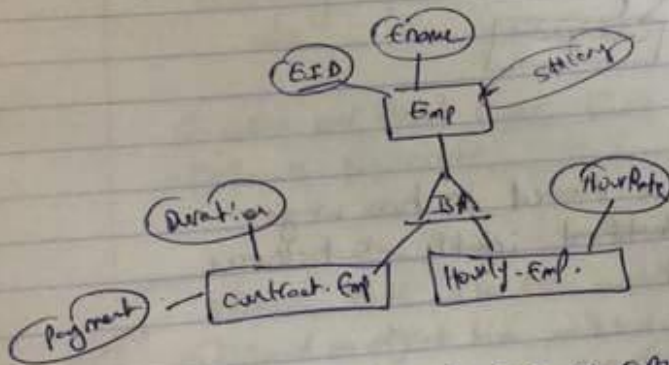 Ename
EID
Salary
Emp
ISA
Duration
HourRate
Contract-Emp
Hourly-Emp.
Payment